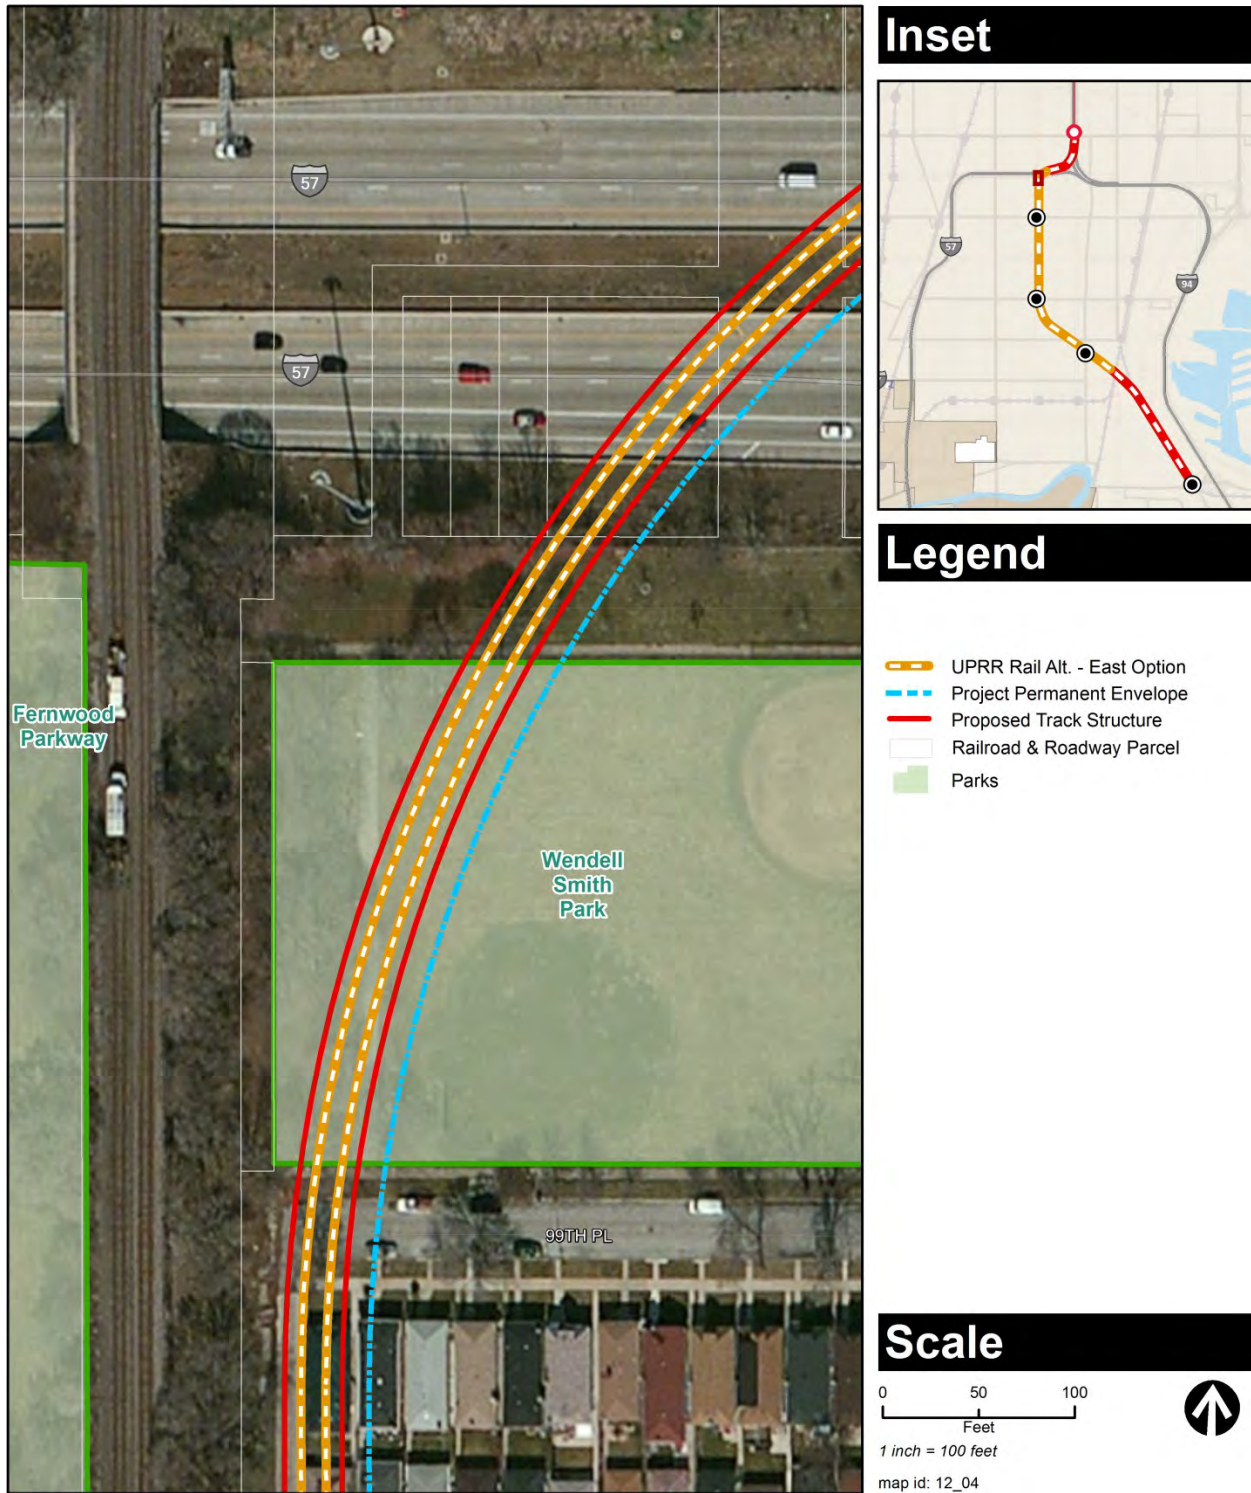 57
57
Fernwood
Parkway
Wendell
Smith
Park
99TH PL
Inset
57
94
Legend
UPRR Rail Alt. - East Option
Project Permanent Envelope
Proposed Track Structure
Railroad & Roadway Parcel
Parks
Scale
0 50 100
Feet
1 inch = 100 feet
map id: 12_04